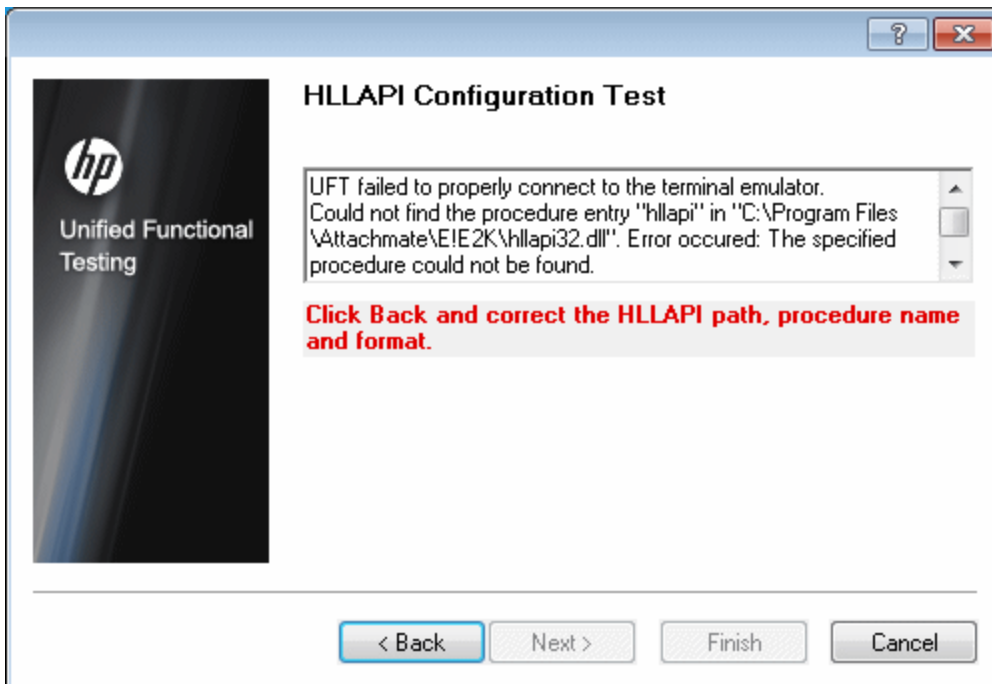 ?
HLLAPI Configuration Test
hp
Unified Functional
Testing
UFT failed to properly connect to the terminal emulator.
Could not find the procedure entry "hllapi" in "C:\Program Files
\Attachmate\E!E2K\hllapi32.dll". Error occured: The specified
procedure could not be found.
Click Back and correct the HLLAPI path, procedure name
and format.
< Back
Next >
Finish
Cancel